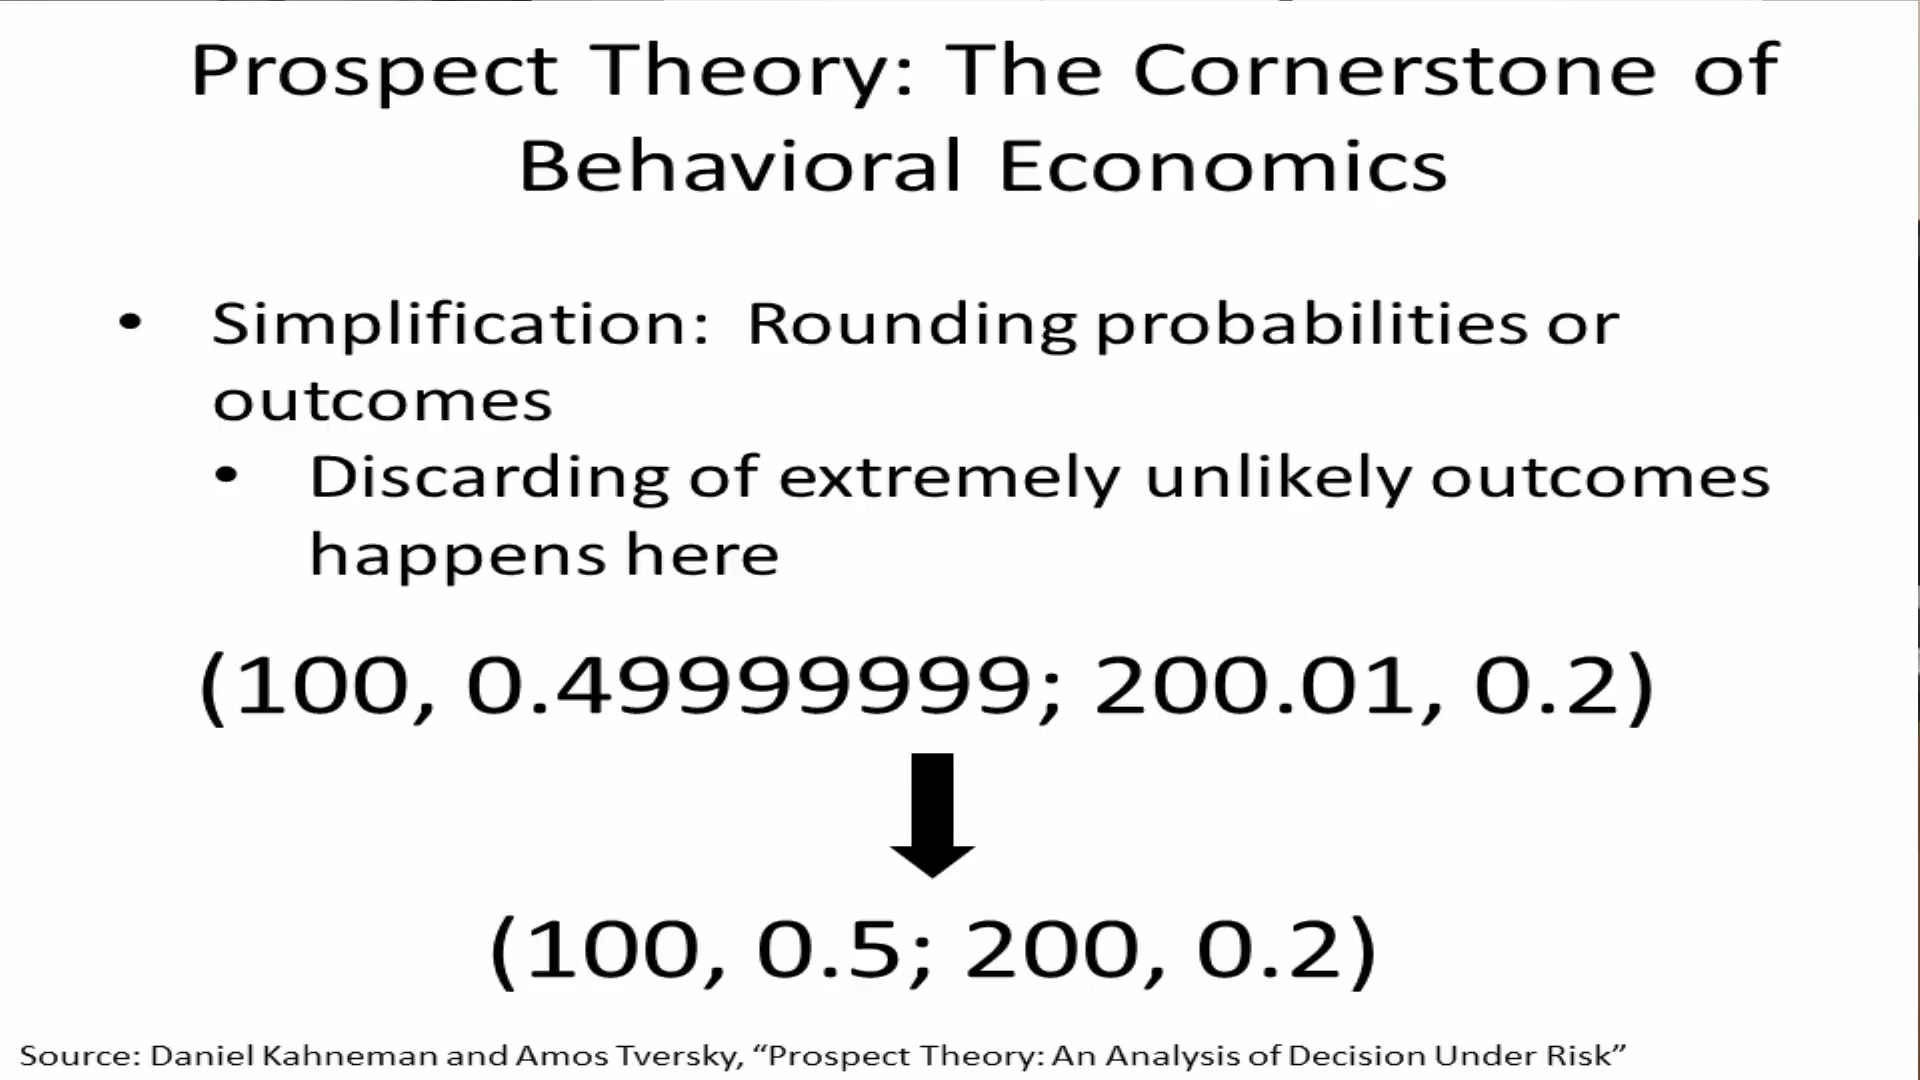 Prospect Theory: The Cornerstone of
Behavioral Economics
• Simplification: Rounding probabilities or
outcomes
• Discarding of extremely unlikely outcomes
happens here
(100, 0.49999999; 200.01, 0.2)
(100, 0.5; 200, 0.2)
Source: Daniel Kahneman and Amos Tversky, “Prospect Theory: An Analysis of Decision Under Risk”